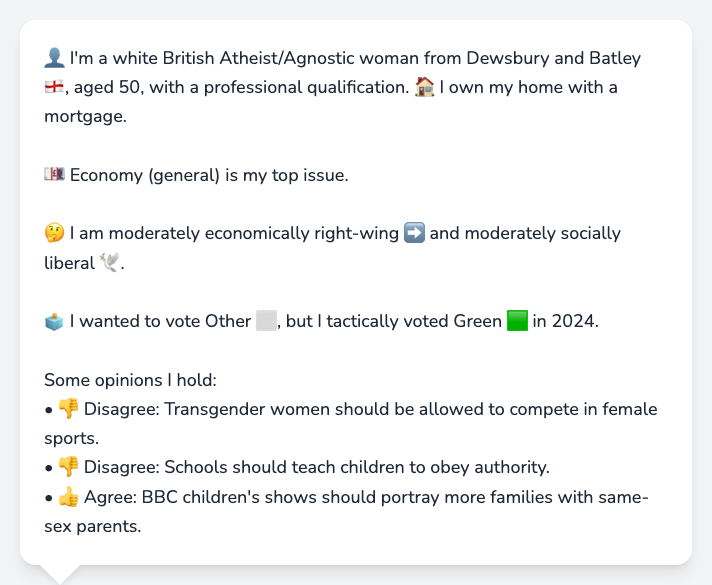 👤 I'm a white British Atheist/Agnostic woman from Dewsbury and Batley
🏴󠁧󠁢󠁥󠁮󠁧󠁿, aged 50, with a professional qualification. 🏠 I own my home with a
mortgage.
💷 Economy (general) is my top issue.
🤔 I am moderately economically right-wing ➡️ and moderately socially
liberal 🕊️.
🗳️ I wanted to vote Other ⬜, but I tactically voted Green 🟩 in 2024.
Some opinions I hold:
• 👎 Disagree: Transgender women should be allowed to compete in female
sports.
• 👎 Disagree: Schools should teach children to obey authority.
• 👍 Agree: BBC children's shows should portray more families with same-
sex parents.